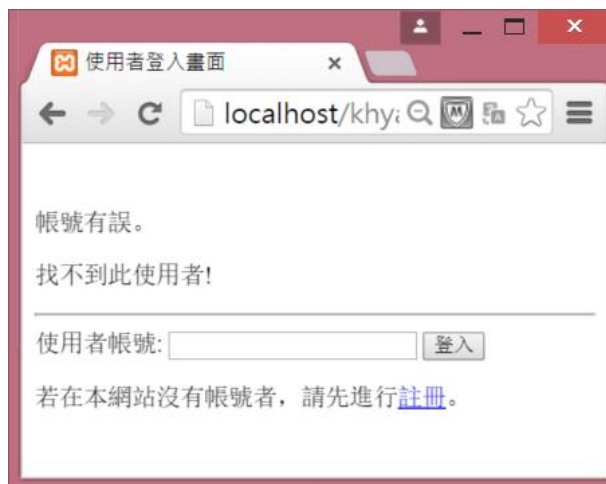 使用者登入畫面
localhost/khya
帳號有誤。
找不到此使用者!
使用者帳號: 登入
若在本網站沒有帳號者，請先進行註冊。